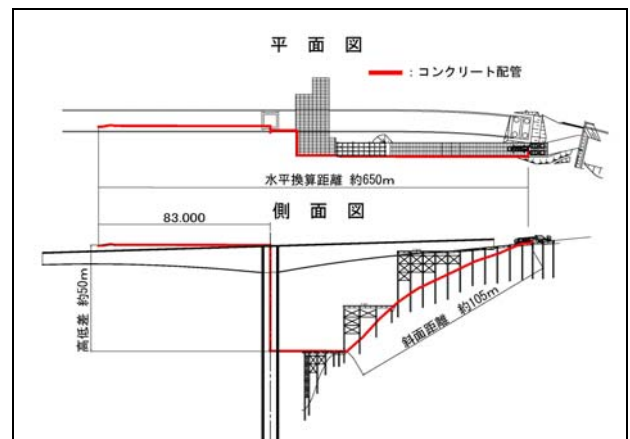 平 面 図
：コンクリート配管
水平換算距離 約650m
83.000
側 面 図
高低差 約50m
斜面距離 約105m